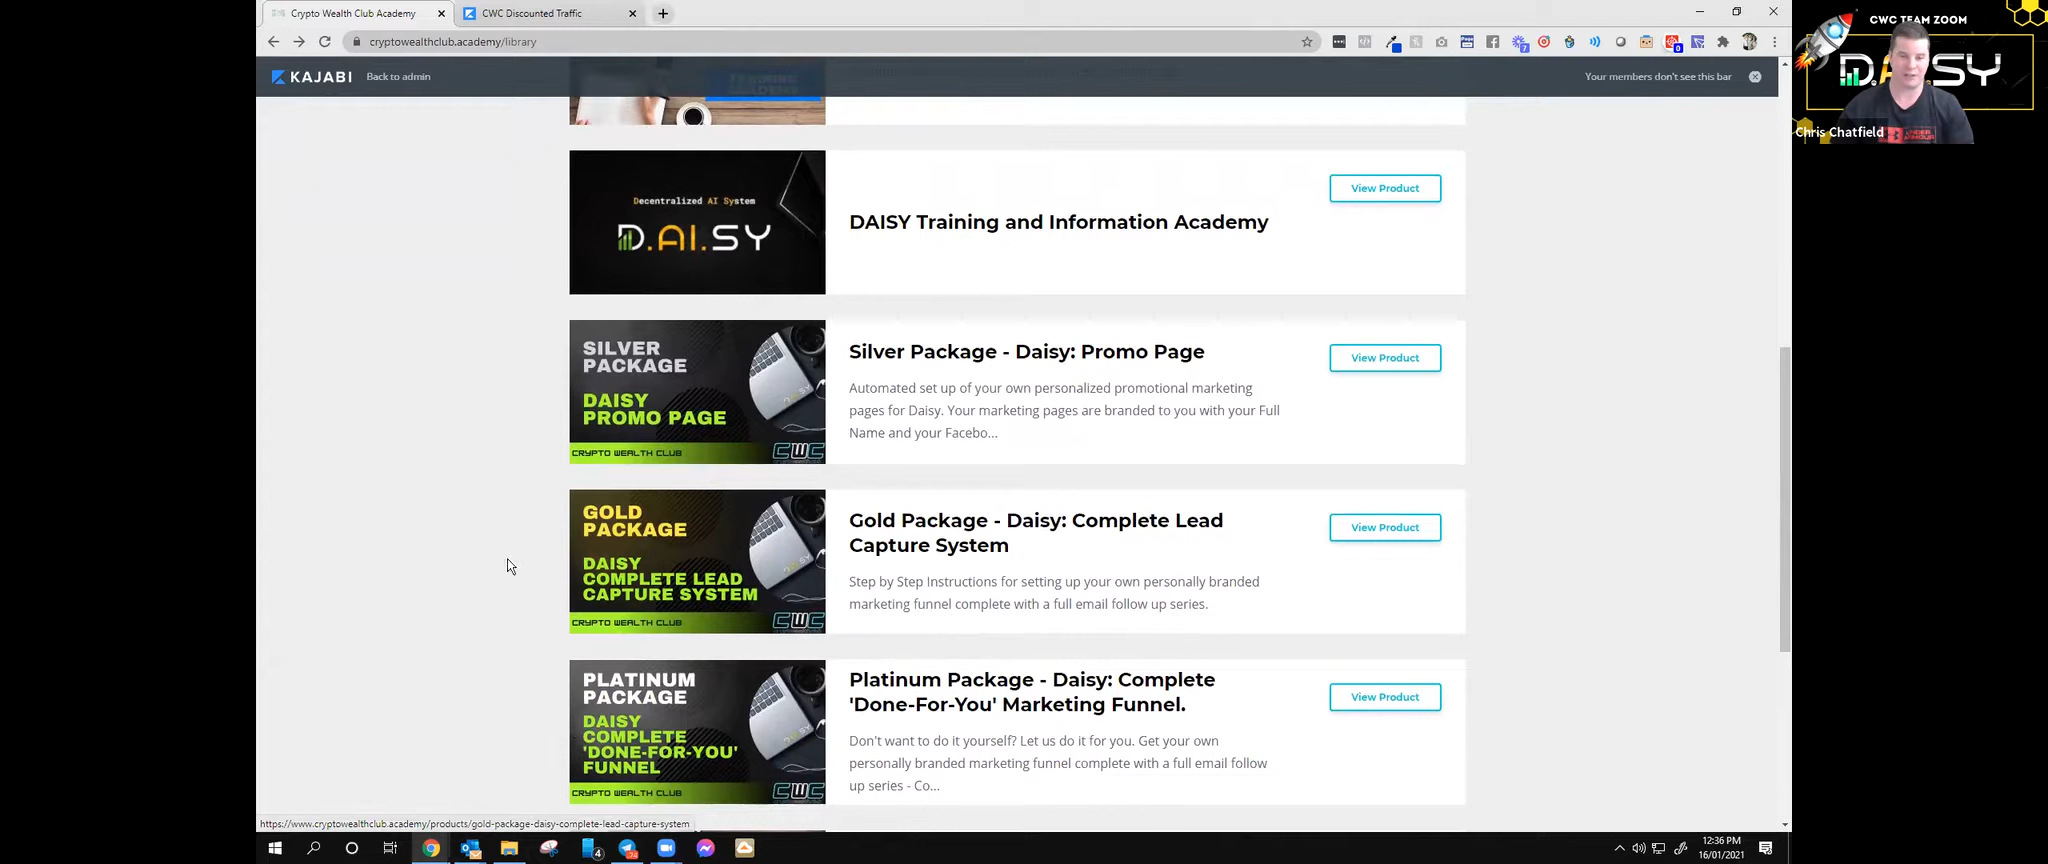 Crypto Wealth Club Academy
CWC Discounted Traffic
cryptowealthclub.academy/library
KAJABI
Back to admin
Your members don't see this bar
CWC TEAM ZOOM
D.AI.SY
Chris Chatfield
UNDER ARMOUR
Decentralized AI System
D.AI.SY
DAISY Training and Information Academy
View Product
SILVER
PACKAGE
DAISY
PROMO PAGE
CRYPTO WEALTH CLUB
CWC
Silver Package - Daisy: Promo Page
Automated set up of your own personalized promotional marketing
pages for Daisy. Your marketing pages are branded to you with your Full
Name and your Facebo...
View Product
GOLD
PACKAGE
DAISY
COMPLETE LEAD
CAPTURE SYSTEM
CRYPTO WEALTH CLUB
CWC
Gold Package - Daisy: Complete Lead
Capture System
Step by Step Instructions for setting up your own personally branded
marketing funnel complete with a full email follow up series.
View Product
PLATINUM
PACKAGE
DAISY
COMPLETE
'DONE-FOR-YOU'
FUNNEL
CRYPTO WEALTH CLUB
CWC
Platinum Package - Daisy: Complete
'Done-For-You' Marketing Funnel.
Don't want to do it yourself? Let us do it for you. Get your own
personally branded marketing funnel complete with a full email follow
up series - Co...
View Product
https://www.cryptowealthclub.academy/products/gold-package-daisy-complete-lead-capture-system
12:36 PM
16/01/2021